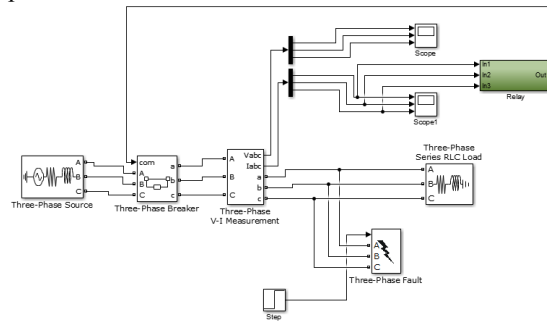 Scope
In1
In2
In3
Out
Relay
Scope1
Vabc
Iabc
A
B
C
a
b
c
Three-Phase
V-I Measurement
com
A
B
C
a
b
c
Three-Phase Breaker
A
B
C
Three-Phase Source
Three-Phase
Series RLC Load
A
B
C
A
B
C
Three-Phase Fault
Step